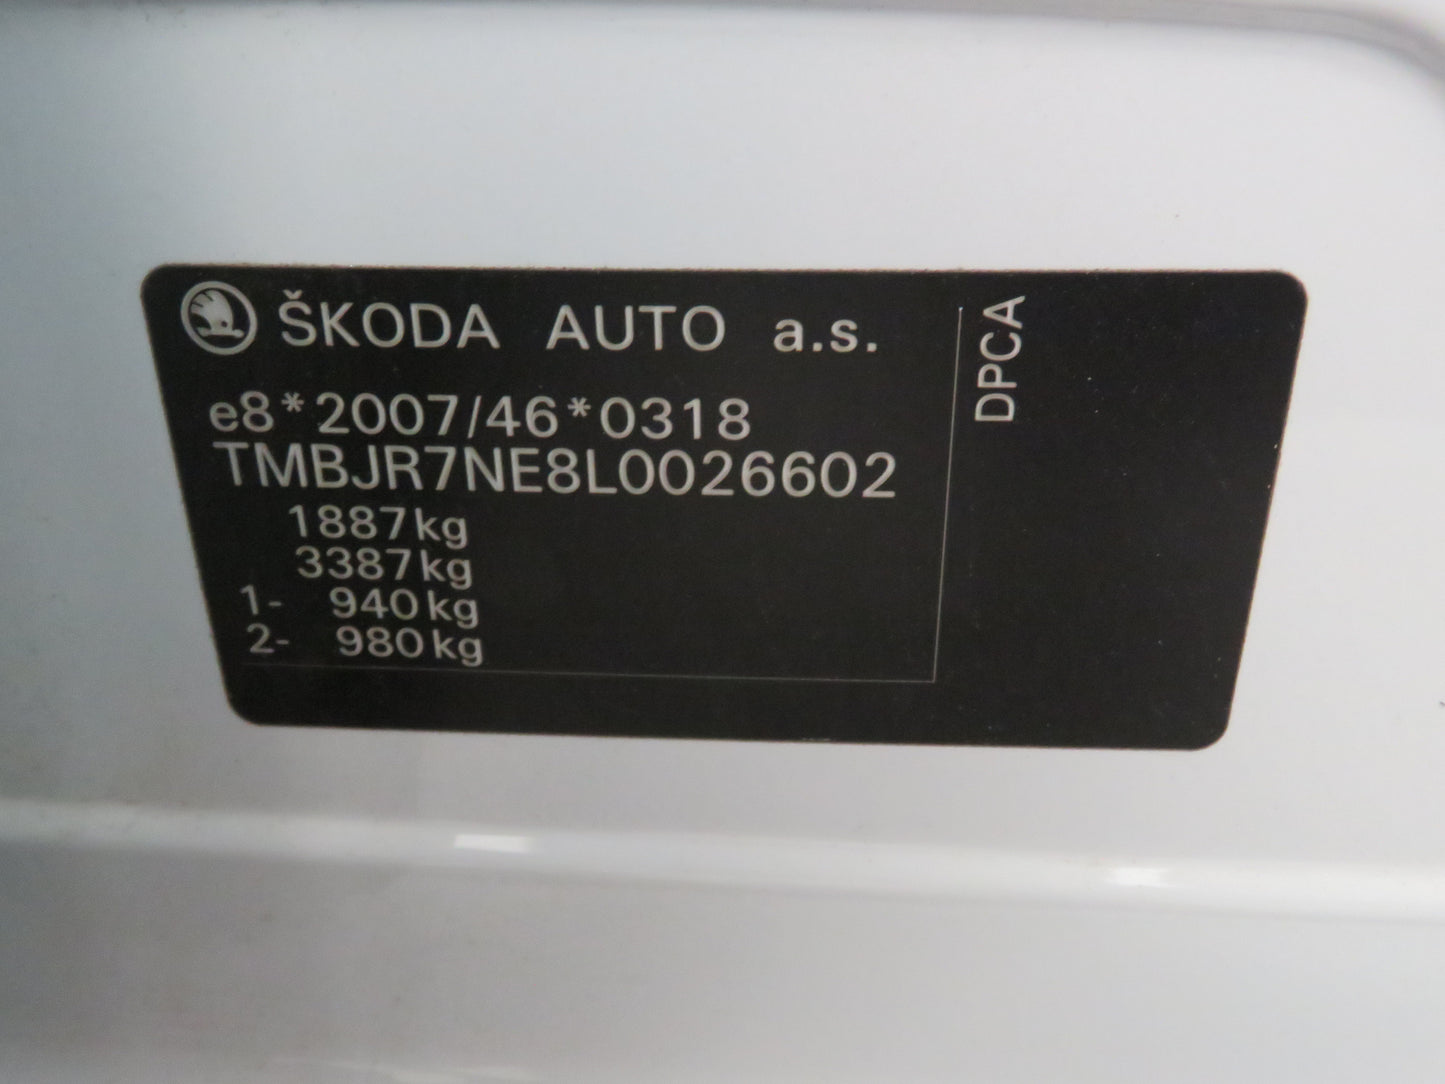 ŠKODA AUTO a.s.
e8*2007/46*0318
TMBJR7NE8L0026602
1887kg
3387kg
1- 940kg
2- 980kg
DPCA